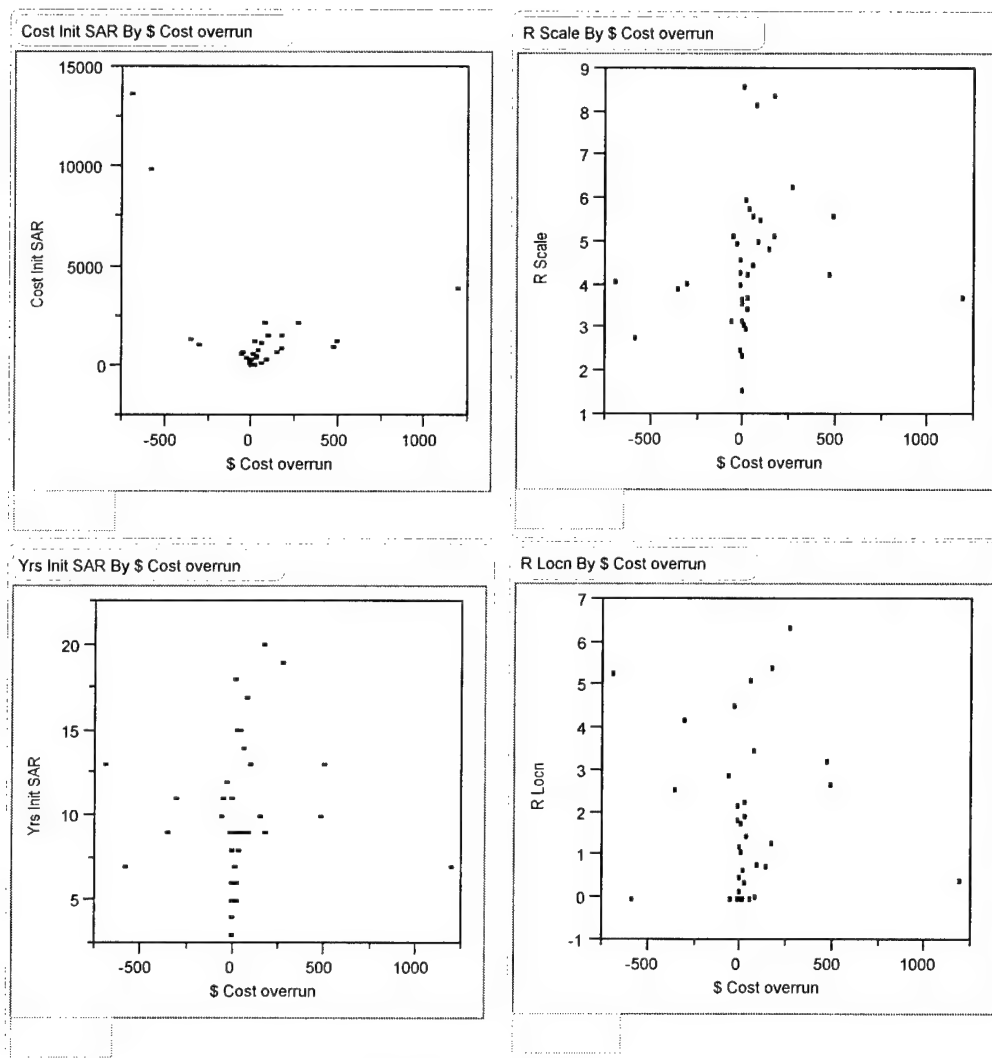 Cost Init SAR By $ Cost overrun
15000
10000
5000
0
Cost Init SAR
-500 0 500 1000
$ Cost overrun
R Scale By $ Cost overrun
9
8
7
6
5
4
3
2
1
R Scale
-500 0 500 1000
$ Cost overrun
Yrs Init SAR By $ Cost overrun
20
15
10
5
Yrs Init SAR
-500 0 500 1000
$ Cost overrun
R Locn By $ Cost overrun
7
6
5
4
3
2
1
0
-1
R Locn
-500 0 500 1000
$ Cost overrun